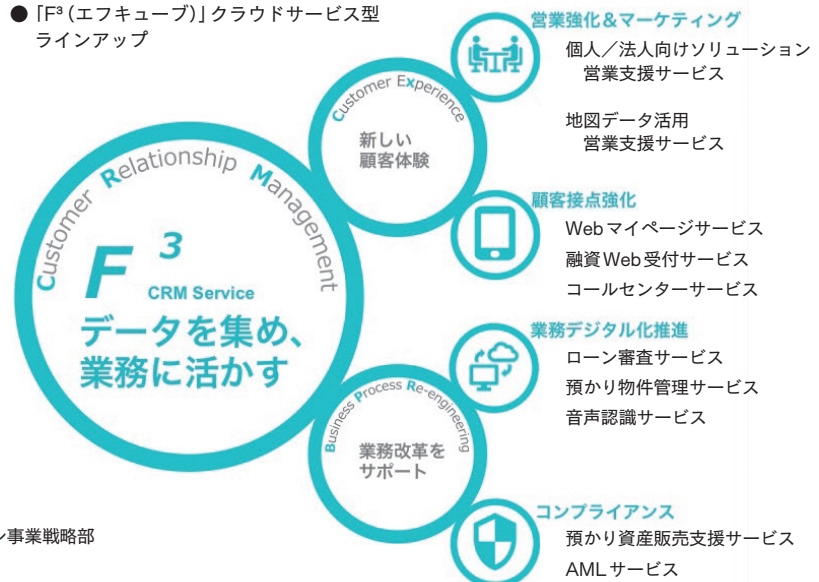 ● 「F³（エフキューブ）」クラウドサービス型
ラインアップ
Customer Relationship Management
F³
CRM Service
データを集め、
業務に活かす
Customer Experience
新しい
顧客体験
Business Process Re-engineering
業務改革を
サポート
営業強化＆マーケティング
個人／法人向けソリューション
営業支援サービス
地図データ活用
営業支援サービス
顧客接点強化
Webマイページサービス
融資Web受付サービス
コールセンターサービス
業務デジタル化推進
ローン審査サービス
預かり物件管理サービス
音声認識サービス
コンプライアンス
預かり資産販売支援サービス
AMLサービス
ン事業戦略部